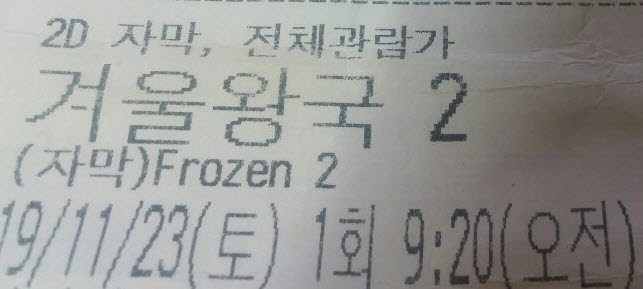 2D 자막, 전체관람가
겨울왕국 2
(자막)Frozen 2
19/11/23(토) 1회 9:20(오전)